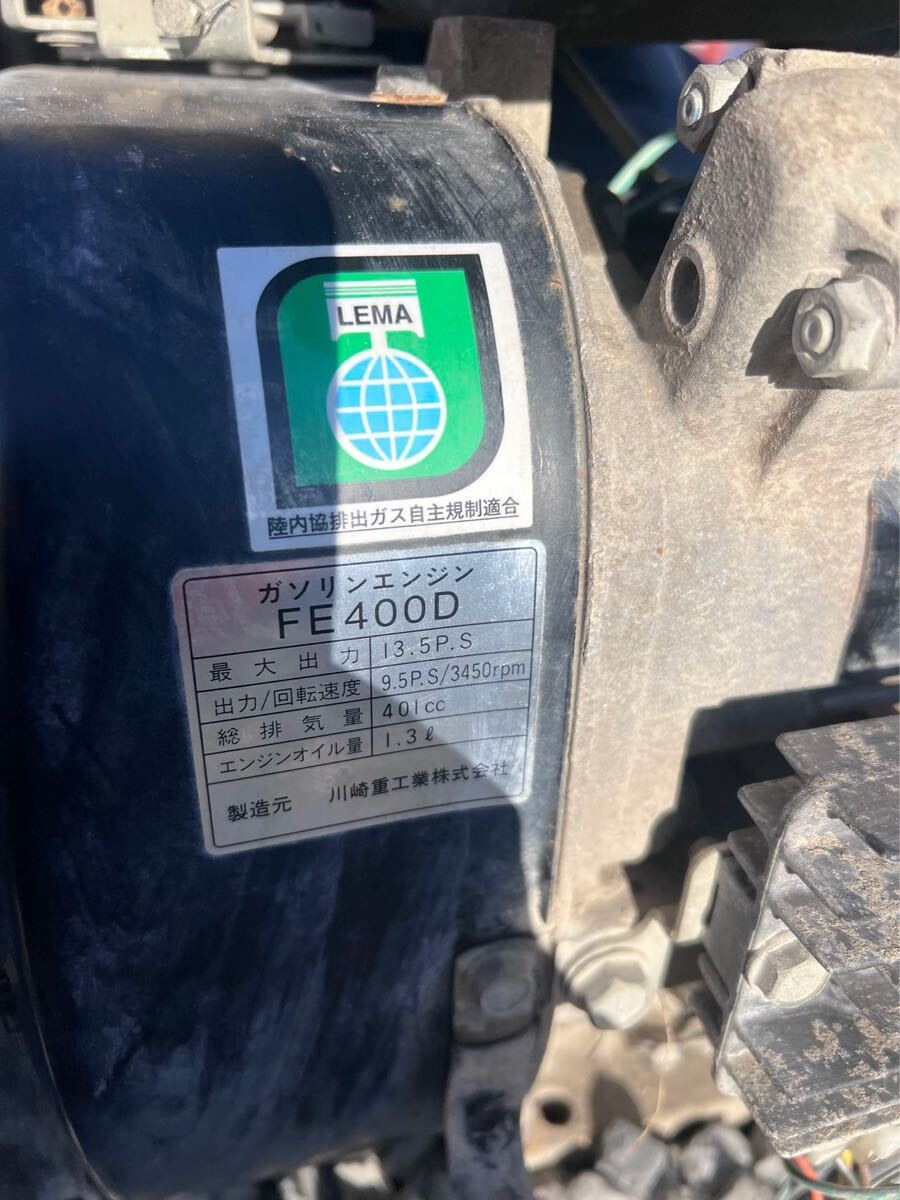 LEMA
陸内協排出ガス自主規制適合
ガソリンエンジン
FE400D
最大出力 13.5P.S
出力/回転速度 9.5P.S/3450rpm
総排気量 401cc
エンジンオイル量 1.3ℓ
製造元 川崎重工業株式会社